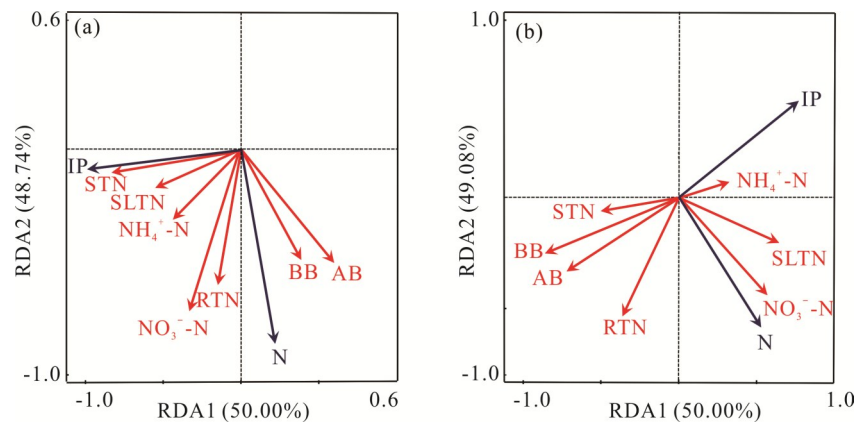 (a)
0.6
RDA2 (48.74%)
IP
STN
SLTN
NH₄⁺-N
BB
AB
RTN
NO₃⁻-N
N
-1.0
-1.0
0.6
RDA1 (50.00%)
(b)
1.0
RDA2 (49.08%)
IP
NH₄⁺-N
STN
SLTN
BB
AB
NO₃⁻-N
RTN
N
-1.0
-1.0
1.0
RDA1 (50.00%)